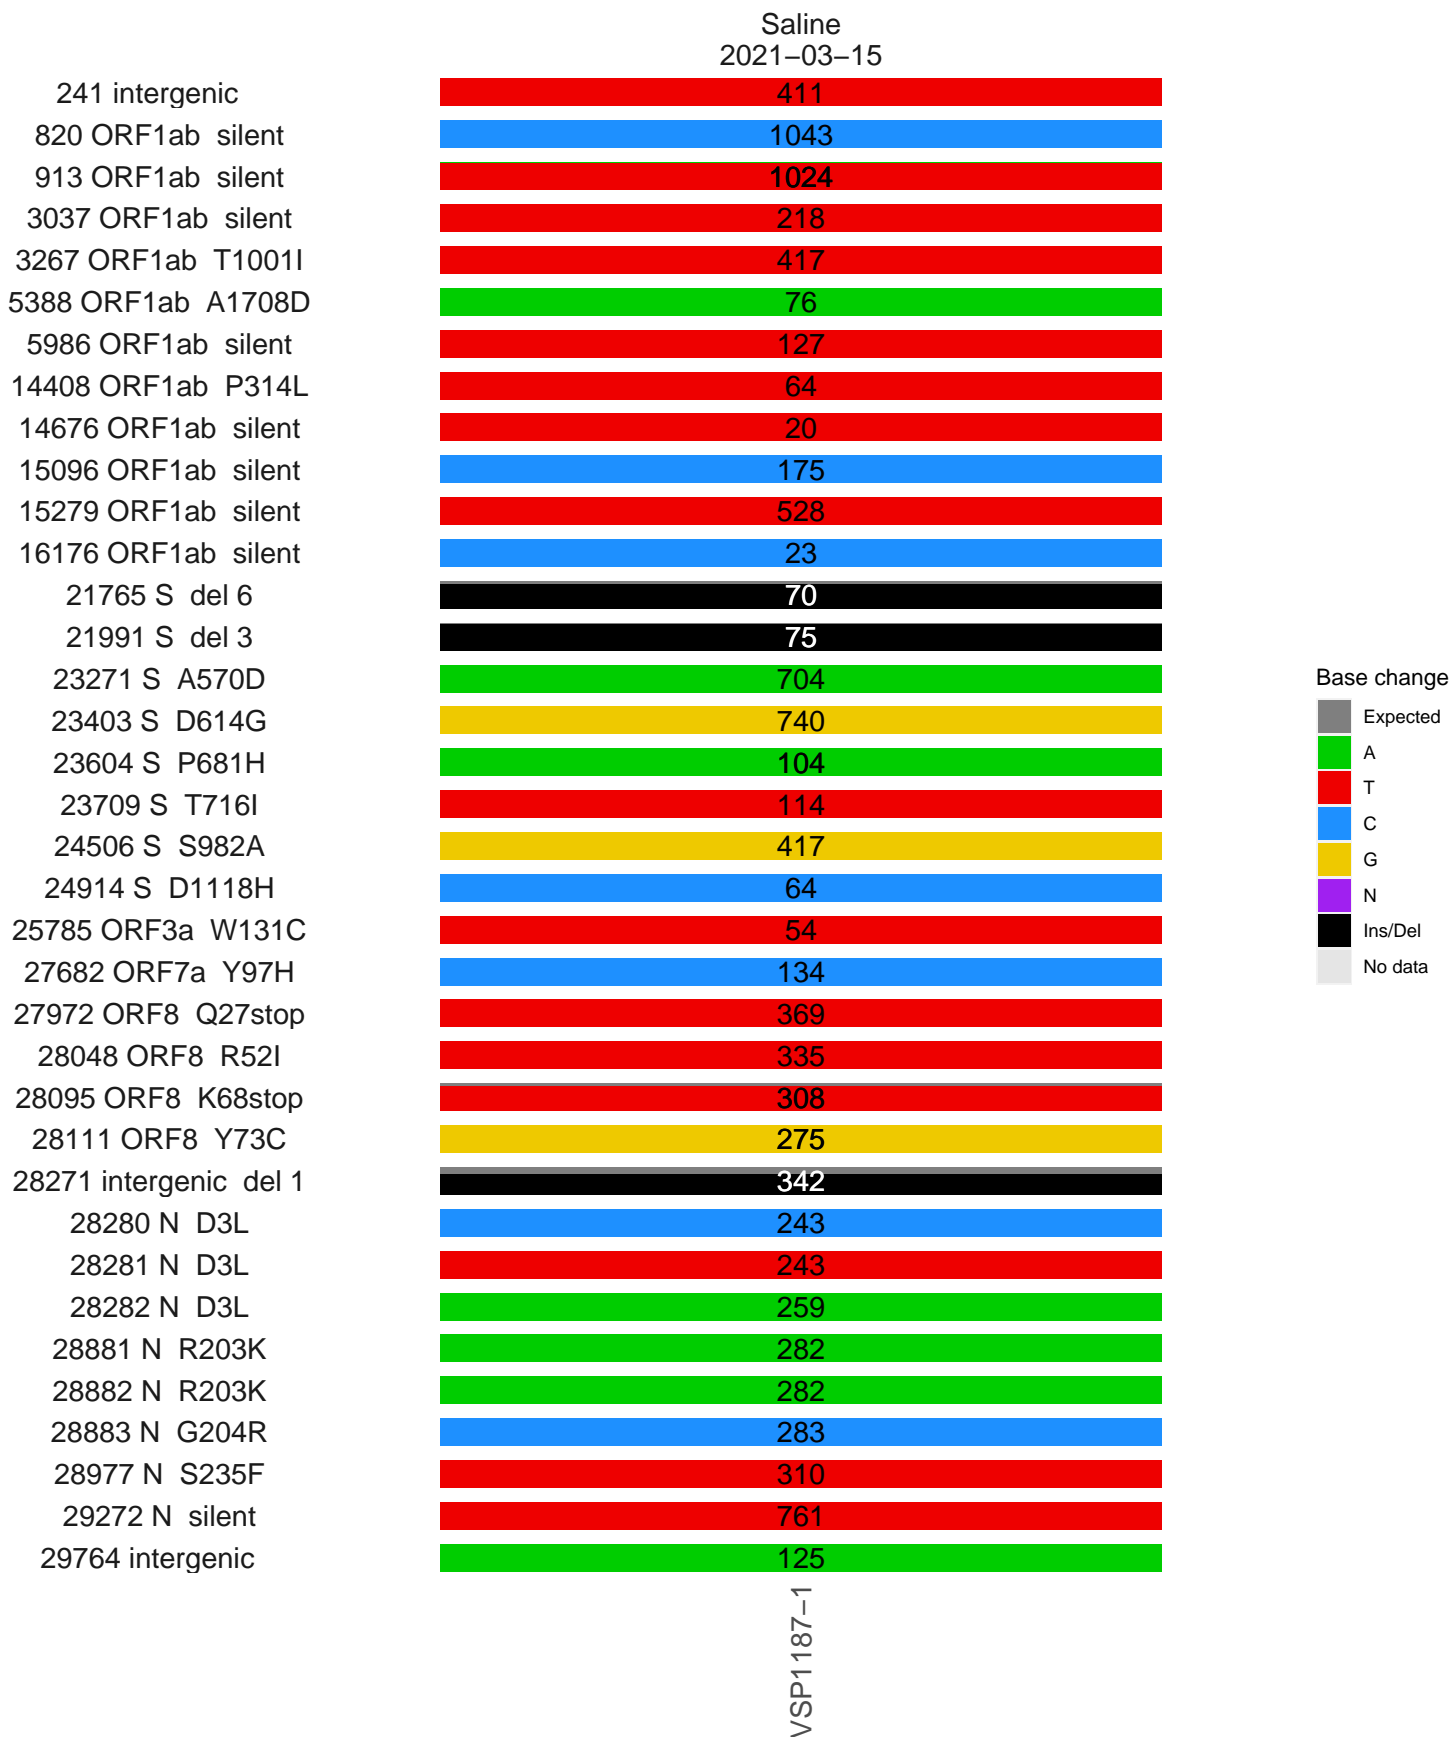 Saline
2021−03−15
241 intergenic 411
820 ORF1ab silent 1043
913 ORF1ab silent 1024
3037 ORF1ab silent 218
3267 ORF1ab T1001I 417
5388 ORF1ab A1708D 76
5986 ORF1ab silent 127
14408 ORF1ab P314L 64
14676 ORF1ab silent 20
15096 ORF1ab silent 175
15279 ORF1ab silent 528
16176 ORF1ab silent 23
21765 S del 6 70
21991 S del 3 75
23271 S A570D 704
23403 S D614G 740
23604 S P681H 104
23709 S T716I 114
24506 S S982A 417
24914 S D1118H 64
25785 ORF3a W131C 54
27682 ORF7a Y97H 134
27972 ORF8 Q27stop 369
28048 ORF8 R52I 335
28095 ORF8 K68stop 308
28111 ORF8 Y73C 275
28271 intergenic del 1 342
28280 N D3L 243
28281 N D3L 243
28282 N D3L 259
28881 N R203K 282
28882 N R203K 282
28883 N G204R 283
28977 N S235F 310
29272 N silent 761
29764 intergenic 125
VSP1187−1
Base change
Expected
A
T
C
G
N
Ins/Del
No data